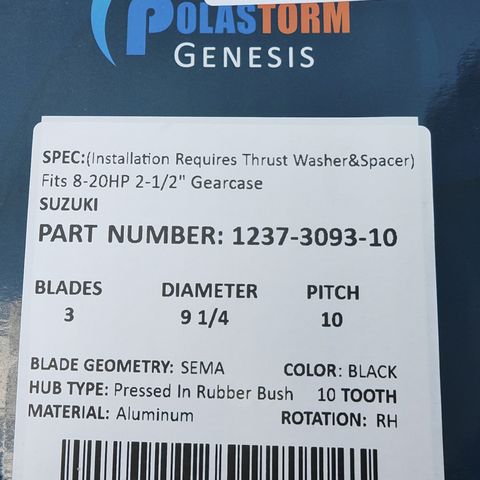 POLASTORM
GENESIS
SPEC:(Installation Requires Thrust Washer&Spacer)
Fits 8-20HP 2-1/2" Gearcase
SUZUKI
PART NUMBER: 1237-3093-10
BLADES DIAMETER PITCH
3 9 1/4 10
BLADE GEOMETRY: SEMA COLOR: BLACK
HUB TYPE: Pressed In Rubber Bush 10 TOOTH
MATERIAL: Aluminum ROTATION: RH